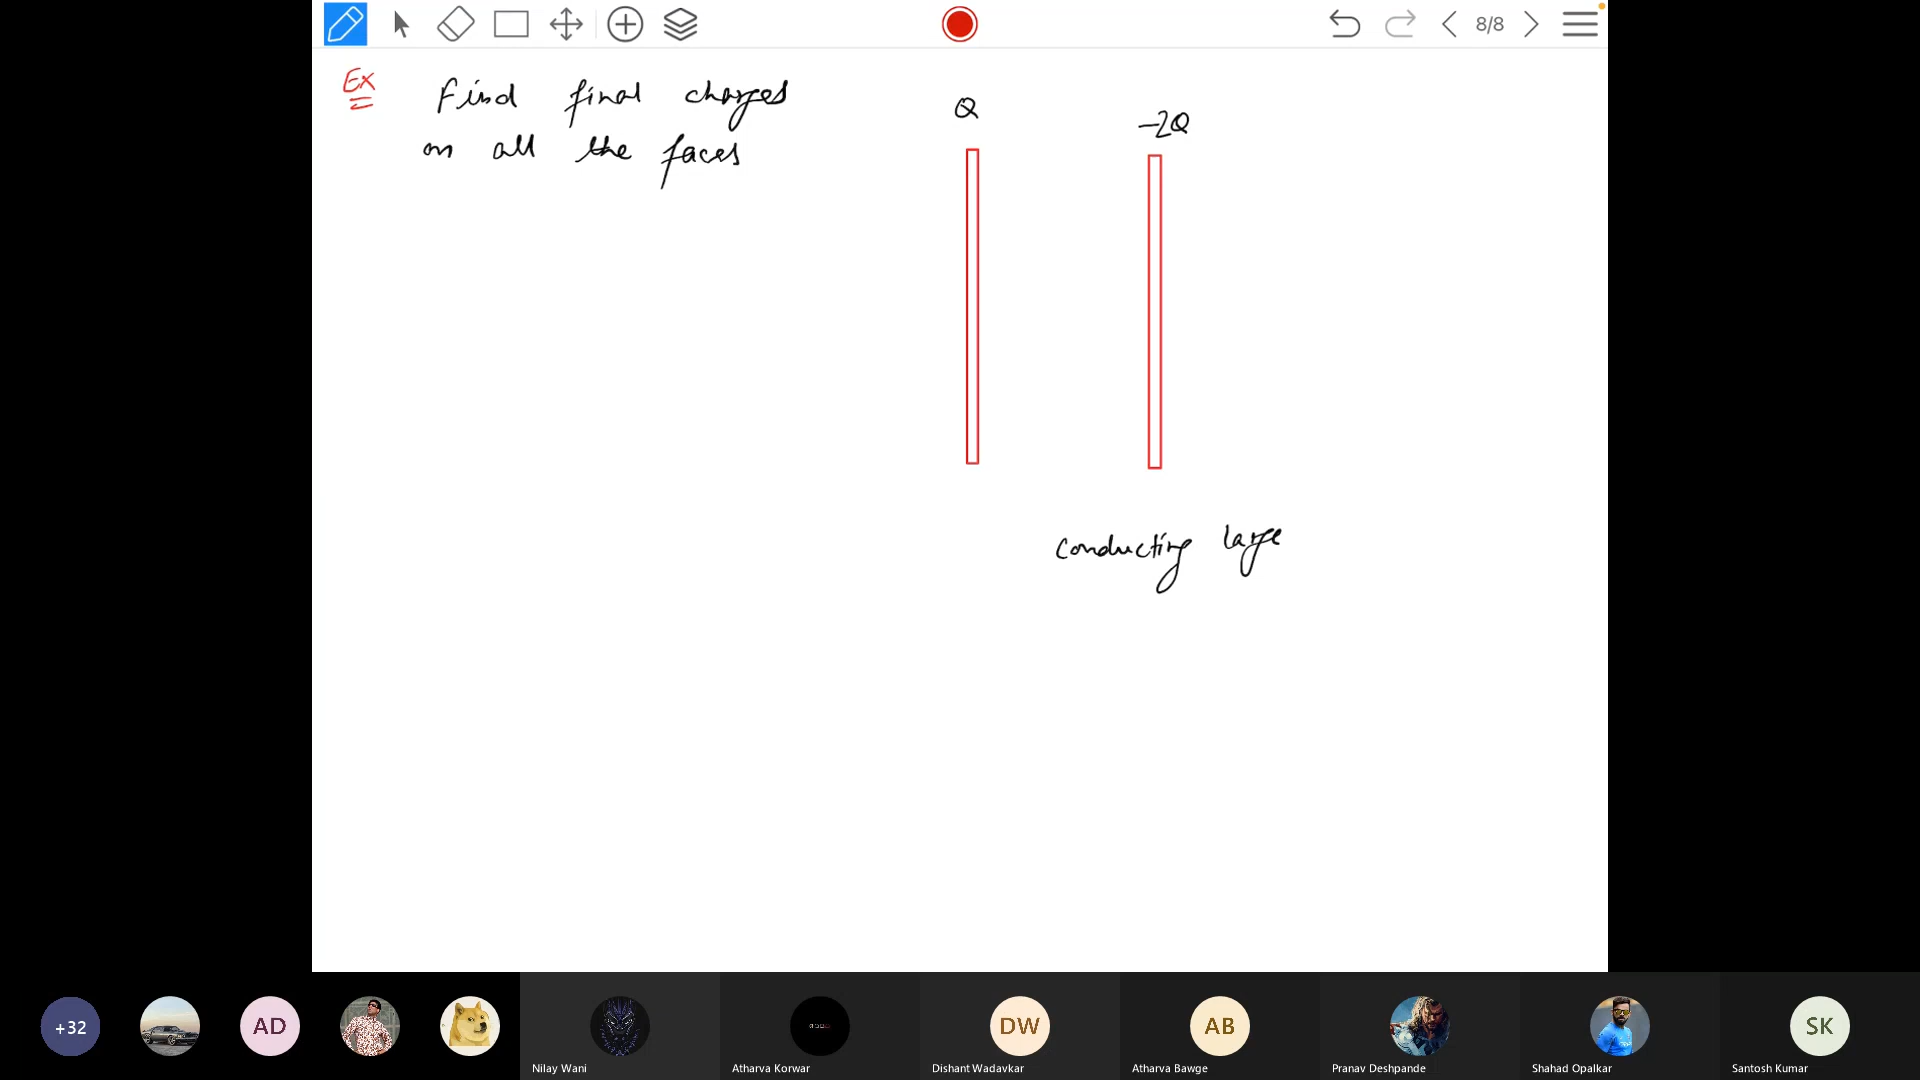 8/8
Ex
Find final charges
on all the faces
Q
-2Q
conducting large
+32
AD
DW
AB
SK
Nilay Wani
Atharva Korwar
Dishant Wadavkar
Atharva Bawge
Pranav Deshpande
Shahad Opalkar
Santosh Kumar